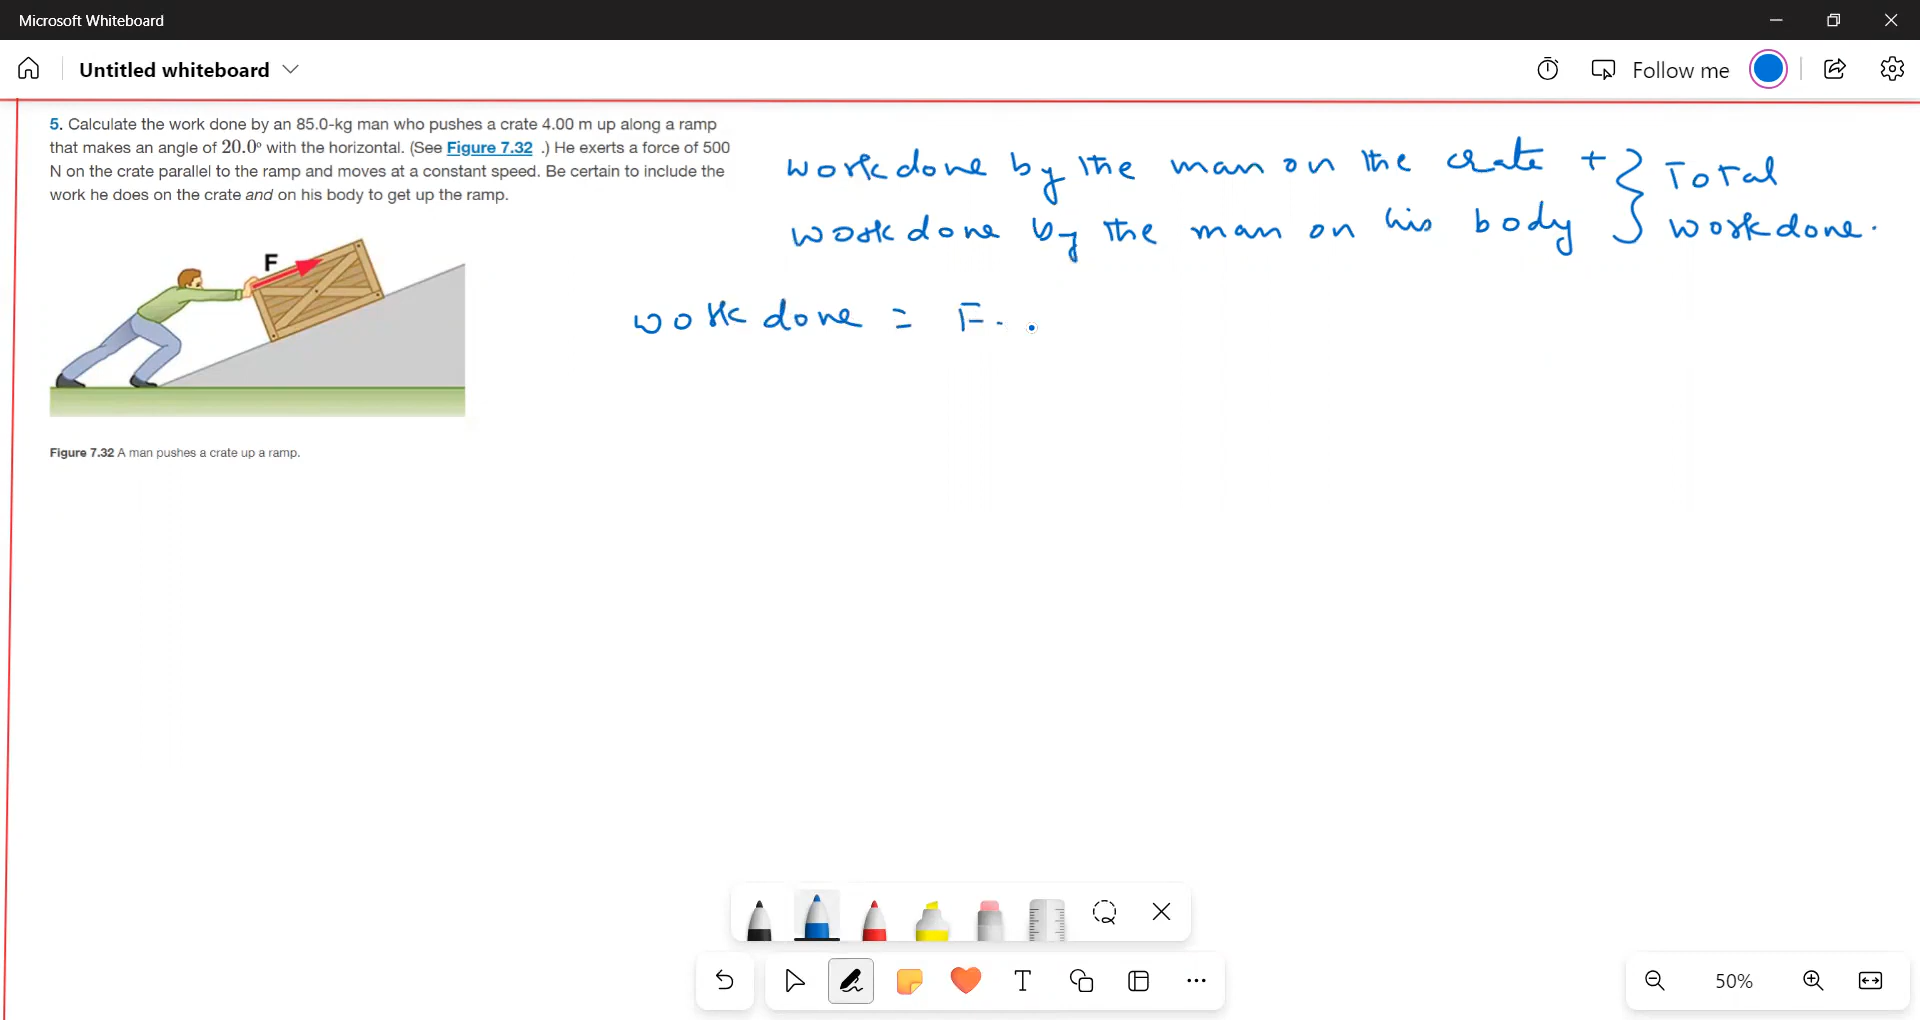 Microsoft Whiteboard
Untitled whiteboard
Follow me
5. Calculate the work done by an 85.0-kg man who pushes a crate 4.00 m up along a ramp
that makes an angle of 20.0° with the horizontal. (See Figure 7.32 .) He exerts a force of 500
N on the crate parallel to the ramp and moves at a constant speed. Be certain to include the
work he does on the crate and on his body to get up the ramp.
F
Figure 7.32 A man pushes a crate up a ramp.
work done by the man on the crate + } Total
work done by the man on his body } work done.
work done = F.
50%